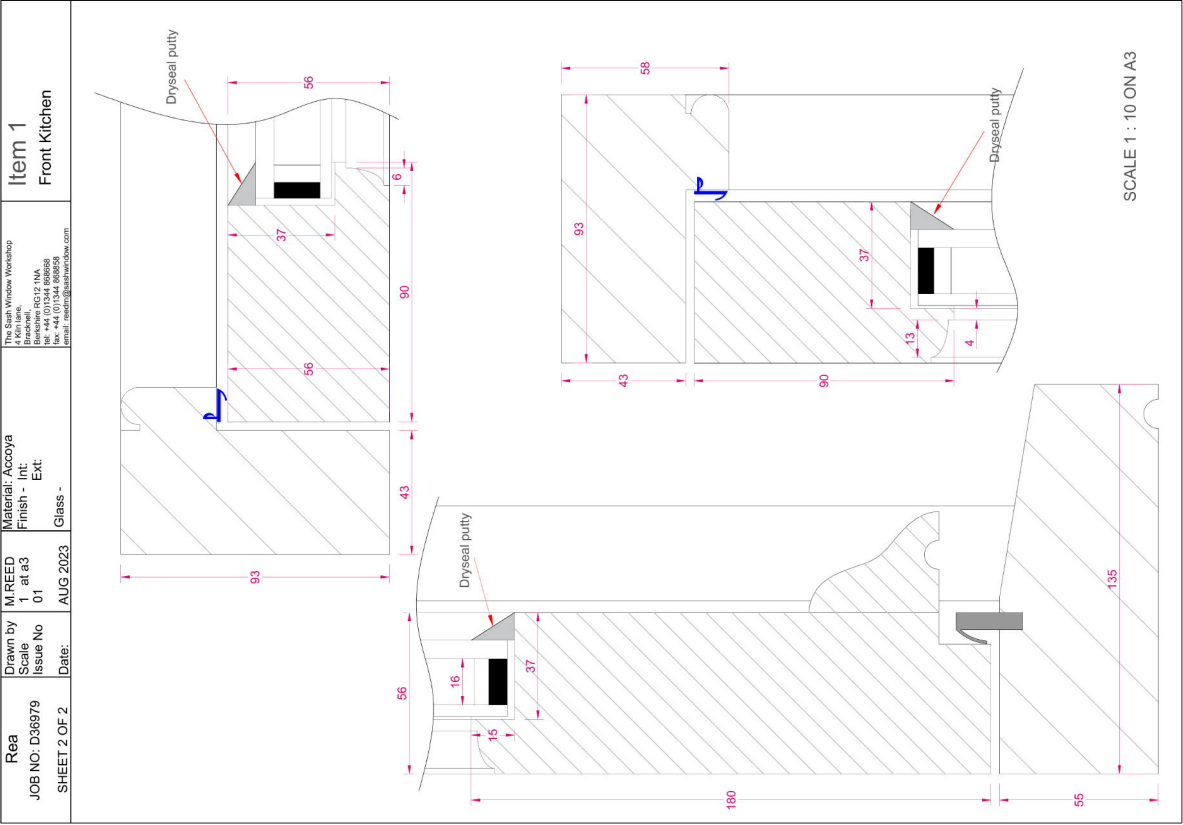 Rea
JOB NO: D36979
SHEET 2 OF 2
Drawn by M.REED
Scale 1 at a3
Issue No 01
Date: AUG 2023
Material: Accoya
Finish - Int:
Ext:
Glass -
The Sash Window Workshop
4 Kiln lane,
Bracknell,
Berkshire RG12 1NA
tel: +44 (0)1344 868668
fax: +44 (0)1344 868858
email: reedm@sashwindow.com
Item 1
Front Kitchen
Dryseal putty
56
37
6
90
56
43
93
58
93
Dryseal putty
37
13
4
43
90
SCALE 1 : 10 ON A3
Dryseal putty
56
16
37
15
180
135
55